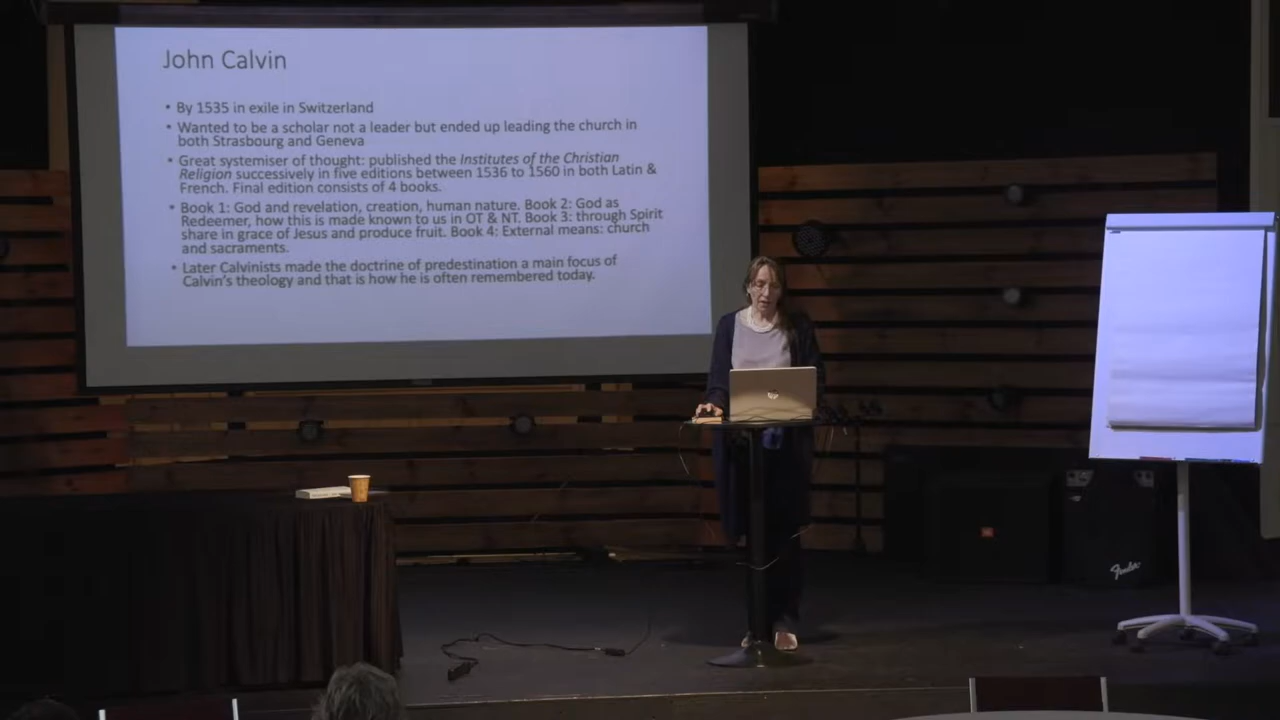 John Calvin
• By 1535 in exile in Switzerland
• Wanted to be a scholar not a leader but ended up leading the church in
both Strasbourg and Geneva
• Great systemiser of thought: published the Institutes of the Christian
Religion successively in five editions between 1536 to 1560 in both Latin &
French. Final edition consists of 4 books.
• Book 1: God and revelation, creation, human nature. Book 2: God as
Redeemer, how this is made known to us in OT & NT. Book 3: through Spirit
share in grace of Jesus and produce fruit. Book 4: External means: church
and sacraments.
• Later Calvinists made the doctrine of predestination a main focus of
Calvin's theology and that is how he is often remembered today.
hp
Fender